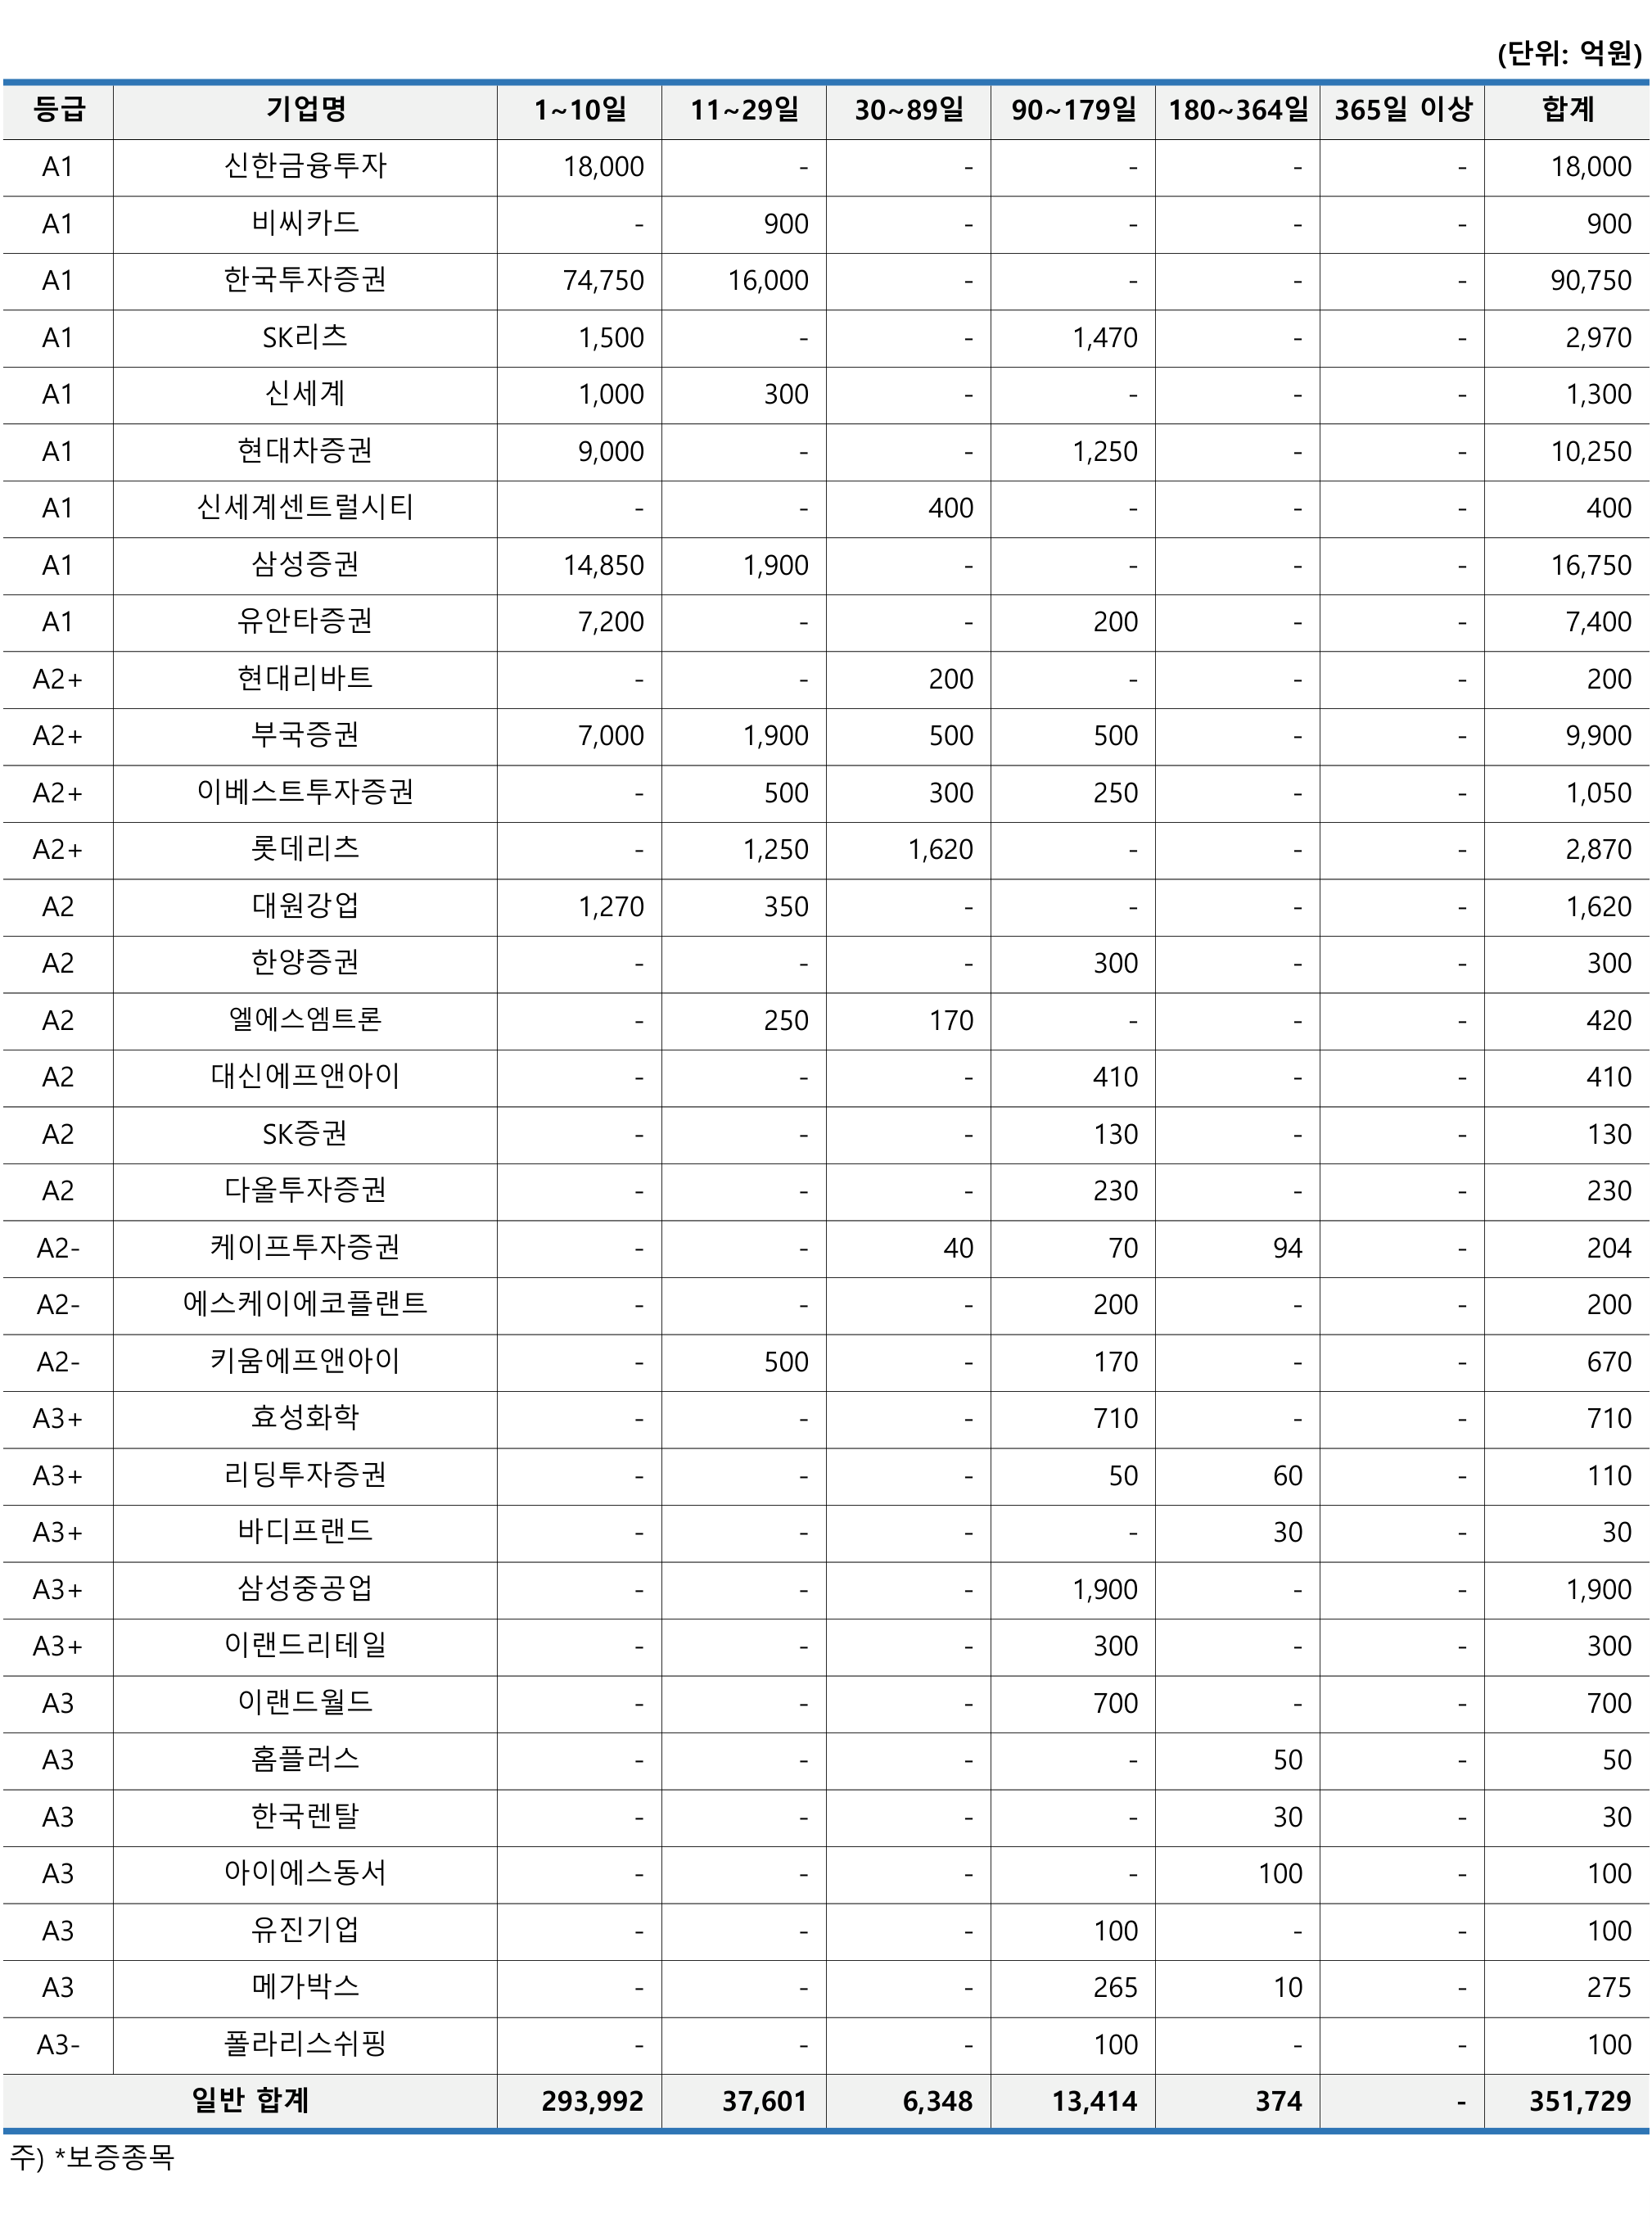 (단위: 억원)
등급 기업명 1~10일 11~29일 30~89일 90~179일 180~364일 365일 이상 합계
A1 신한금융투자 18,000 - - - - - 18,000
A1 비씨카드 - 900 - - - - 900
A1 한국투자증권 74,750 16,000 - - - - 90,750
A1 SK리츠 1,500 - - 1,470 - - 2,970
A1 신세계 1,000 300 - - - - 1,300
A1 현대차증권 9,000 - - 1,250 - - 10,250
A1 신세계센트럴시티 - - 400 - - - 400
A1 삼성증권 14,850 1,900 - - - - 16,750
A1 유안타증권 7,200 - - 200 - - 7,400
A2+ 현대리바트 - - 200 - - - 200
A2+ 부국증권 7,000 1,900 500 500 - - 9,900
A2+ 이베스트투자증권 - 500 300 250 - - 1,050
A2+ 롯데리츠 - 1,250 1,620 - - - 2,870
A2 대원강업 1,270 350 - - - - 1,620
A2 한양증권 - - - 300 - - 300
A2 엘에스엠트론 - 250 170 - - - 420
A2 대신에프앤아이 - - - 410 - - 410
A2 SK증권 - - - 130 - - 130
A2 다올투자증권 - - - 230 - - 230
A2- 케이프투자증권 - - 40 70 94 - 204
A2- 에스케이에코플랜트 - - - 200 - - 200
A2- 키움에프앤아이 - 500 - 170 - - 670
A3+ 효성화학 - - - 710 - - 710
A3+ 리딩투자증권 - - - 50 60 - 110
A3+ 바디프랜드 - - - - 30 - 30
A3+ 삼성중공업 - - - 1,900 - - 1,900
A3+ 이랜드리테일 - - - 300 - - 300
A3 이랜드월드 - - - 700 - - 700
A3 홈플러스 - - - - 50 - 50
A3 한국렌탈 - - - - 30 - 30
A3 아이에스동서 - - - - 100 - 100
A3 유진기업 - - - 100 - - 100
A3 메가박스 - - - 265 10 - 275
A3- 폴라리스쉬핑 - - - 100 - - 100
일반 합계 293,992 37,601 6,348 13,414 374 - 351,729
주) *보증종목